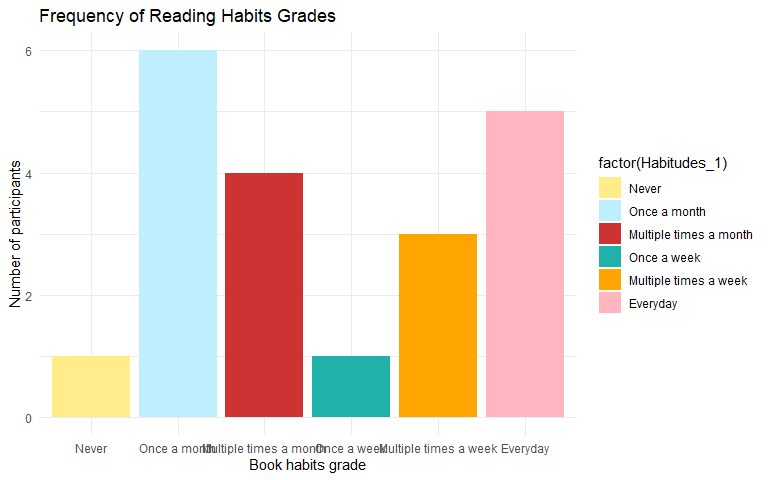 Frequency of Reading Habits Grades
Number of participants
6
4
2
0
Never
Once a month
Multiple times a month
Once a week
Multiple times a week
Everyday
Book habits grade
factor(Habitudes_1)
Never
Once a month
Multiple times a month
Once a week
Multiple times a week
Everyday